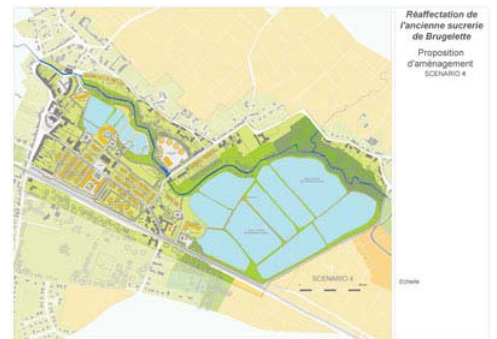 Réaffectation de
l'ancienne sucrerie
de Brugelette
Proposition
d'aménagement
SCENARIO 4
SCENARIO 4
Echelle